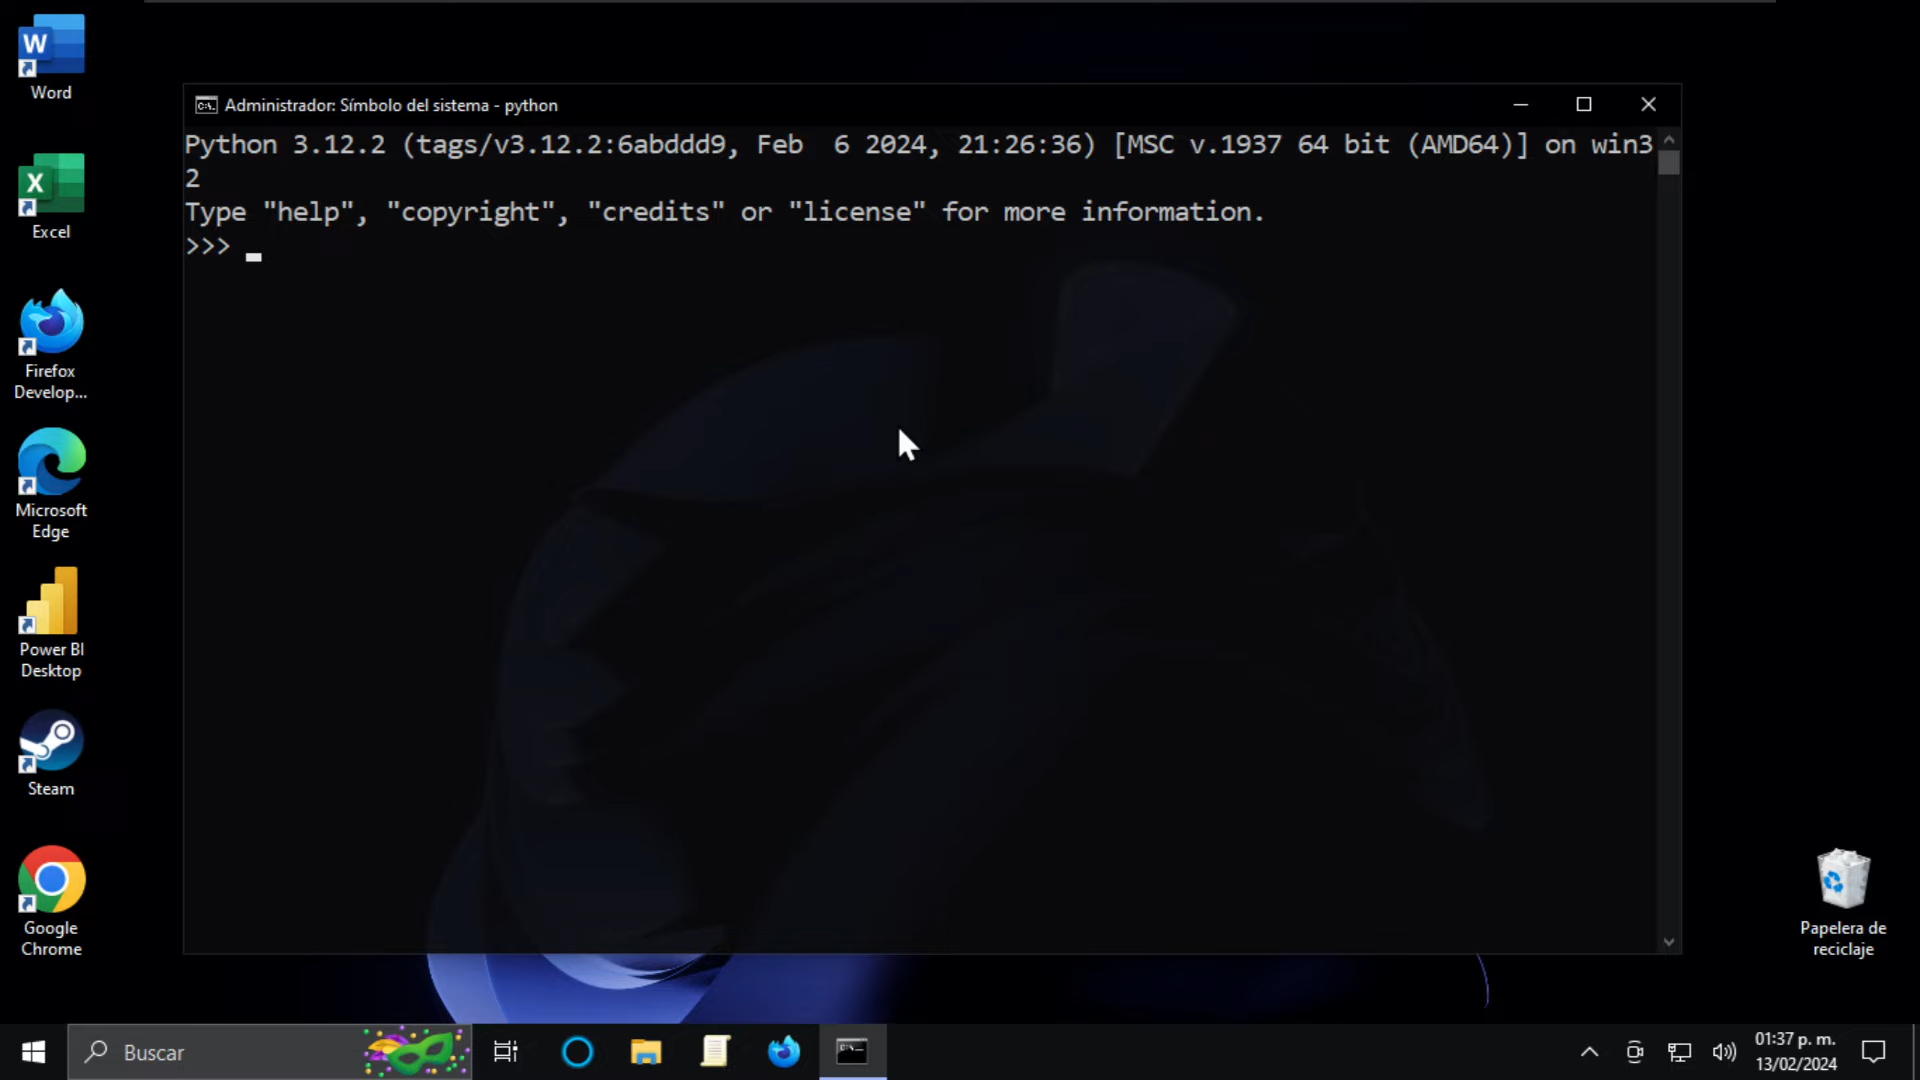 Word
Excel
Firefox
Develop...
Microsoft
Edge
Power BI
Desktop
Steam
Google
Chrome
Administrador: Símbolo del sistema - python
Python 3.12.2 (tags/v3.12.2:6abddd9, Feb  6 2024, 21:26:36) [MSC v.1937 64 bit (AMD64)] on win3
2
Type "help", "copyright", "credits" or "license" for more information.
>>>
Papelera de
reciclaje
Buscar
01:37 p. m.
13/02/2024